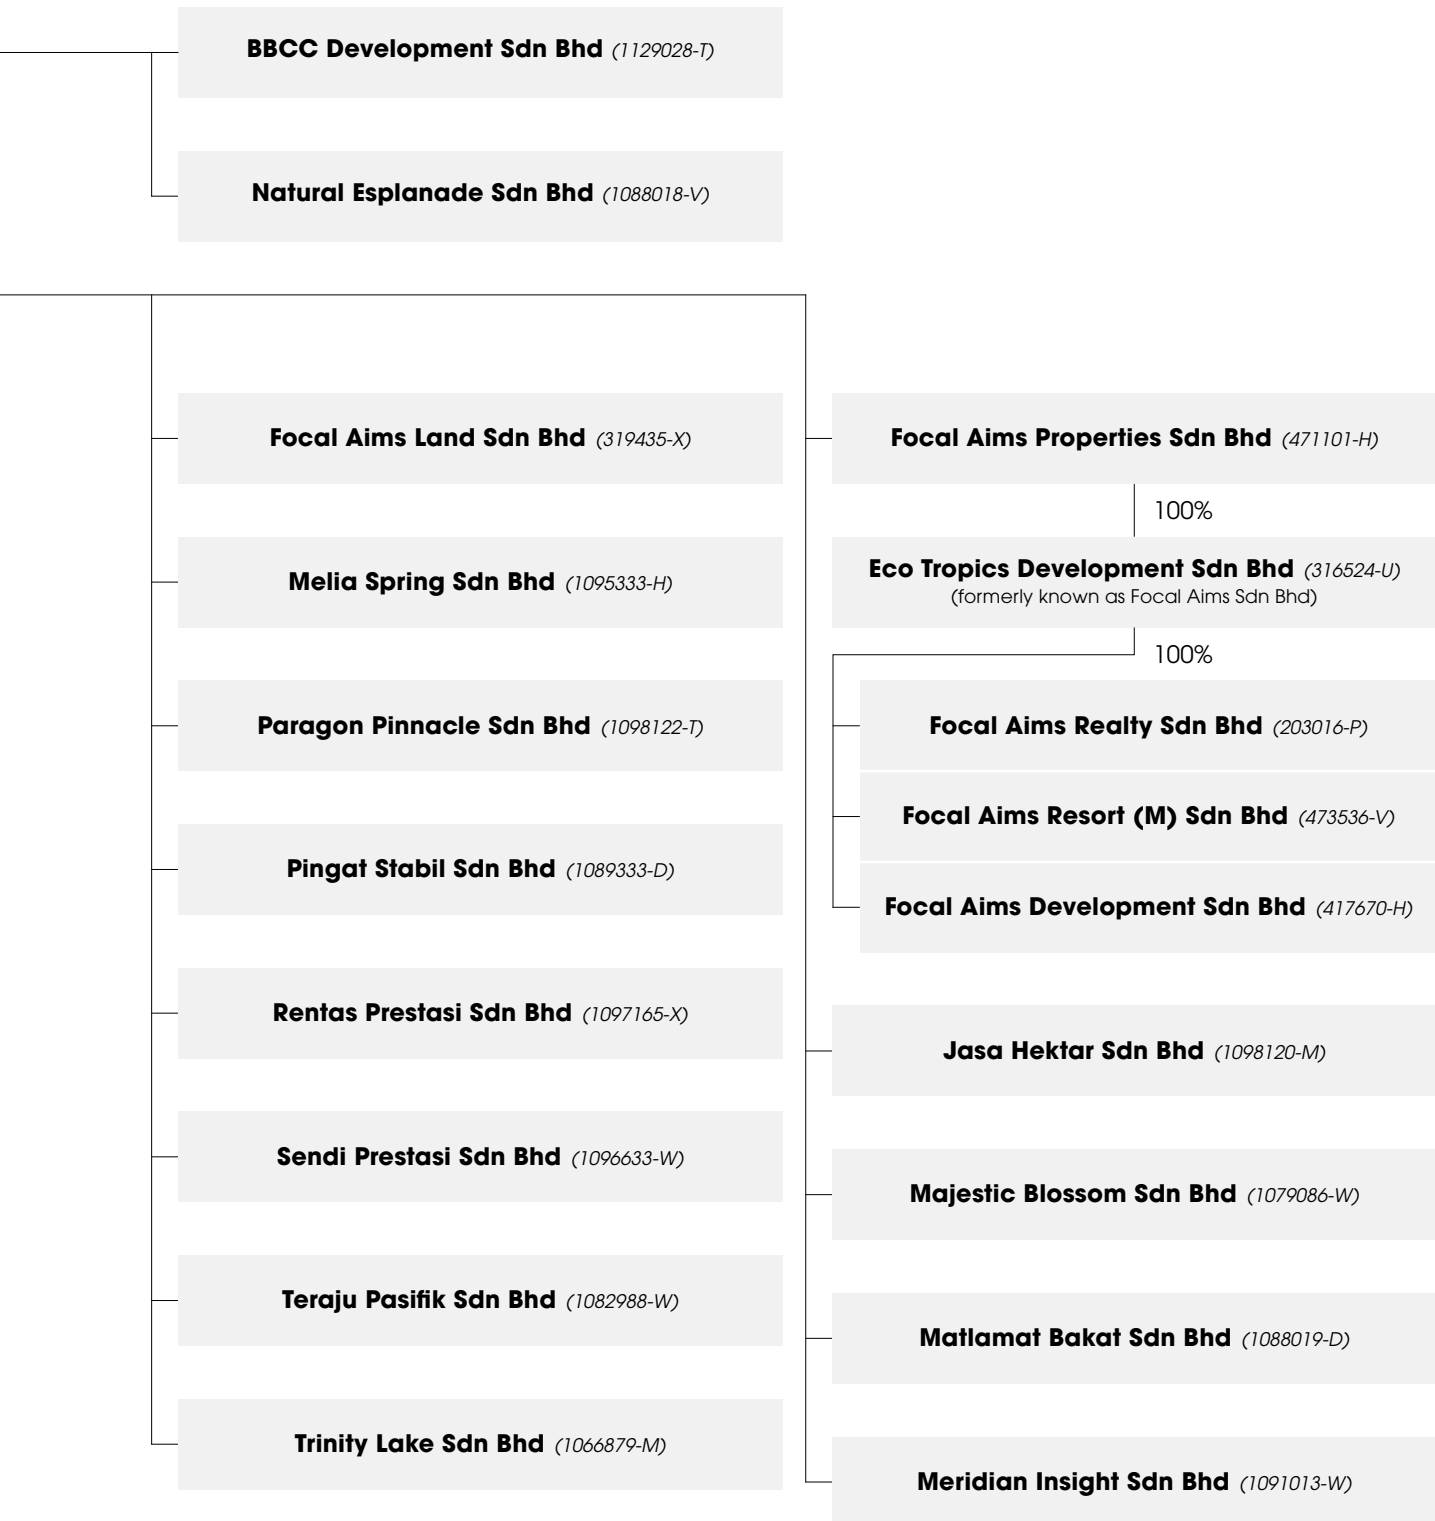 BBCC Development Sdn Bhd (1129028-T)
Natural Esplanade Sdn Bhd (1088018-V)
Focal Aims Land Sdn Bhd (319435-X)
Melia Spring Sdn Bhd (1095333-H)
Paragon Pinnacle Sdn Bhd (1098122-T)
Pingat Stabil Sdn Bhd (1089333-D)
Rentas Prestasi Sdn Bhd (1097165-X)
Sendi Prestasi Sdn Bhd (1096633-W)
Teraju Pasifik Sdn Bhd (1082988-W)
Trinity Lake Sdn Bhd (1066879-M)
Focal Aims Properties Sdn Bhd (471101-H)
100%
Eco Tropics Development Sdn Bhd (316524-U)
(formerly known as Focal Aims Sdn Bhd)
100%
Focal Aims Realty Sdn Bhd (203016-P)
Focal Aims Resort (M) Sdn Bhd (473536-V)
Focal Aims Development Sdn Bhd (417670-H)
Jasa Hektar Sdn Bhd (1098120-M)
Majestic Blossom Sdn Bhd (1079086-W)
Matlamat Bakat Sdn Bhd (1088019-D)
Meridian Insight Sdn Bhd (1091013-W)